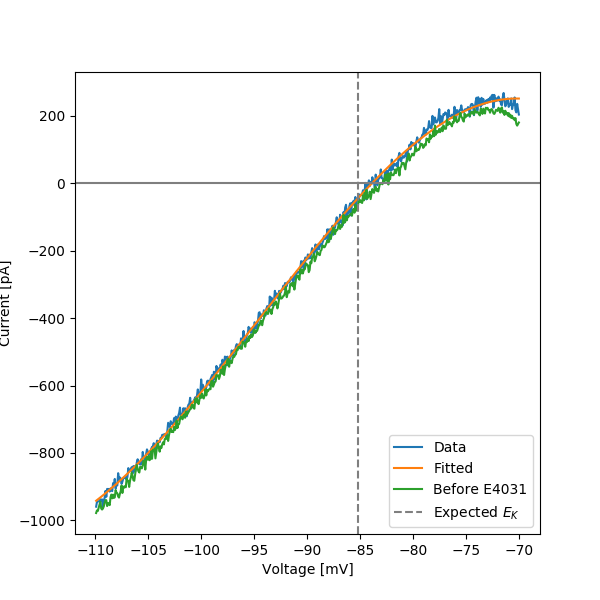 200
0
−200
−400
−600
−800
−1000
Current [pA]
−110 −105 −100 −95 −90 −85 −80 −75 −70
Voltage [mV]
Data
Fitted
Before E4031
Expected E_K